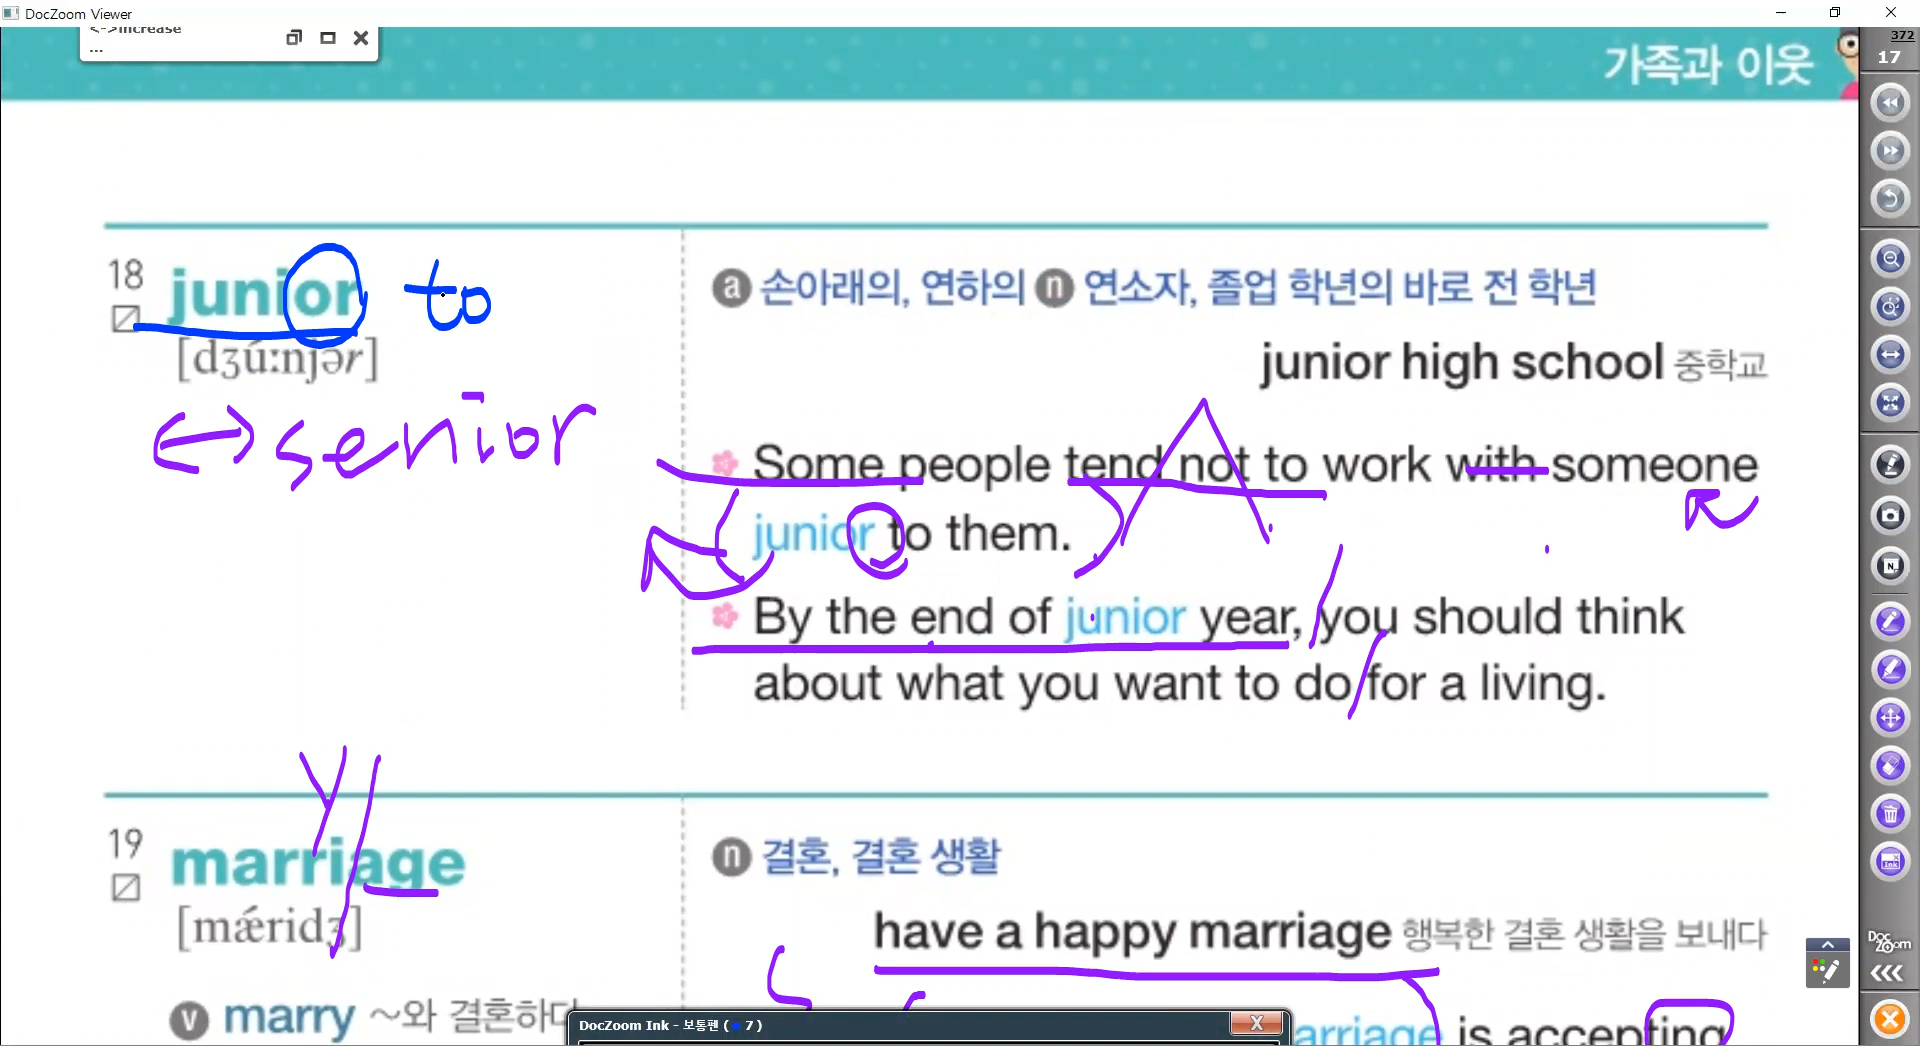 DocZoom Viewer
<->increase
...
372
17
가족과 이웃
18 junior to
[dʒúːnjər]
↔ senior
a 손아래의, 연하의 n 연소자, 졸업 학년의 바로 전 학년
junior high school 중학교
Some people tend not to work with someone
junior to them.
By the end of junior year, you should think
about what you want to do for a living.
19 marriage
y
[mǽridʒ]
n 결혼, 결혼 생활
have a happy marriage 행복한 결혼 생활을 보내다
v marry ~와 결혼하다
arriage is accepting
DocZoom Ink - 보통펜 ( 7 )
X
Doc
Zoom
Ink
N